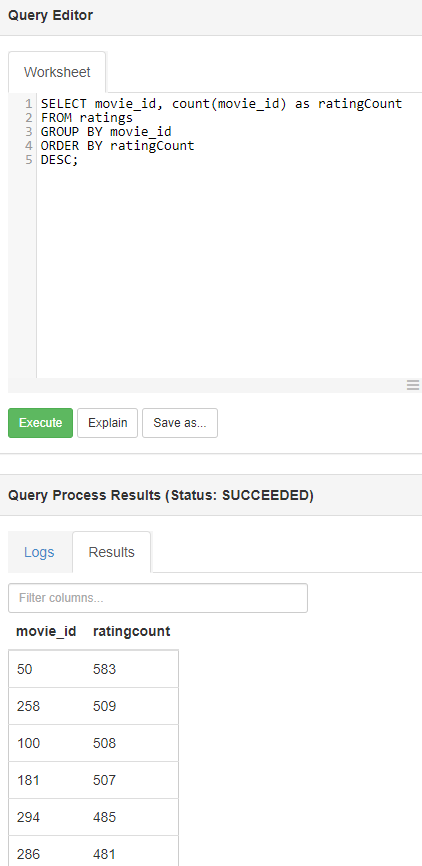 Query Editor
Worksheet
1 SELECT movie_id, count(movie_id) as ratingCount
2 FROM ratings
3 GROUP BY movie_id
4 ORDER BY ratingCount
5 DESC;
Execute Explain Save as...
Query Process Results (Status: SUCCEEDED)
Logs Results
Filter columns...
movie_id ratingcount
50 583
258 509
100 508
181 507
294 485
286 481